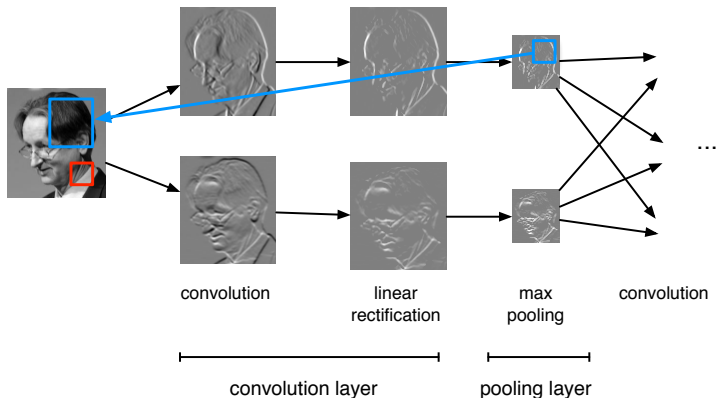 ...
convolution
linear
rectification
max
pooling
convolution
convolution layer
pooling layer